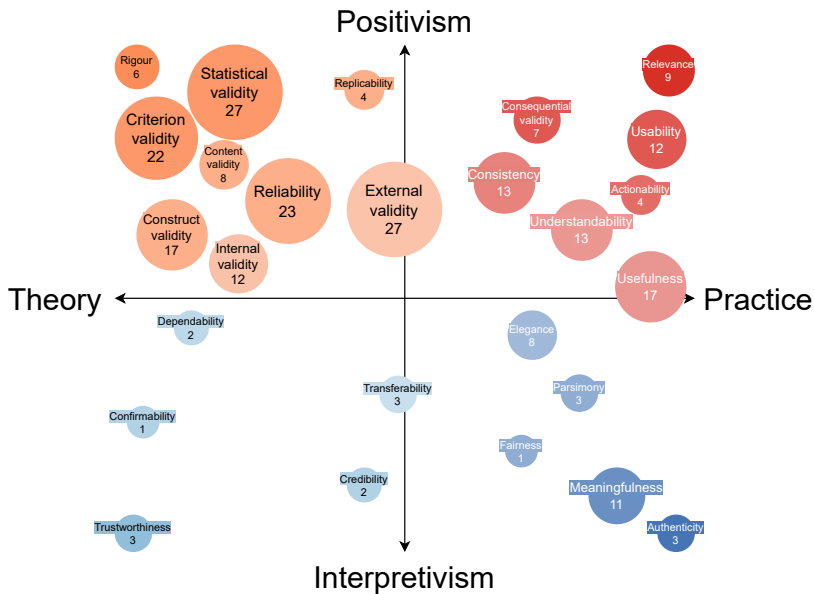 Positivism
Rigour
6
Statistical
validity
27
Replicability
4
Relevance
9
Criterion
validity
22
Content
validity
8
Consequential
validity
7
Usability
12
Reliability
23
External
validity
27
Consistency
13
Actionability
4
Construct
validity
17
Internal
validity
12
Understandability
13
Usefulness
17
Theory
Practice
Dependability
2
Elegance
8
Transferability
3
Parsimony
3
Confirmability
1
Fairness
1
Credibility
2
Meaningfulness
11
Trustworthiness
3
Authenticity
3
Interpretivism